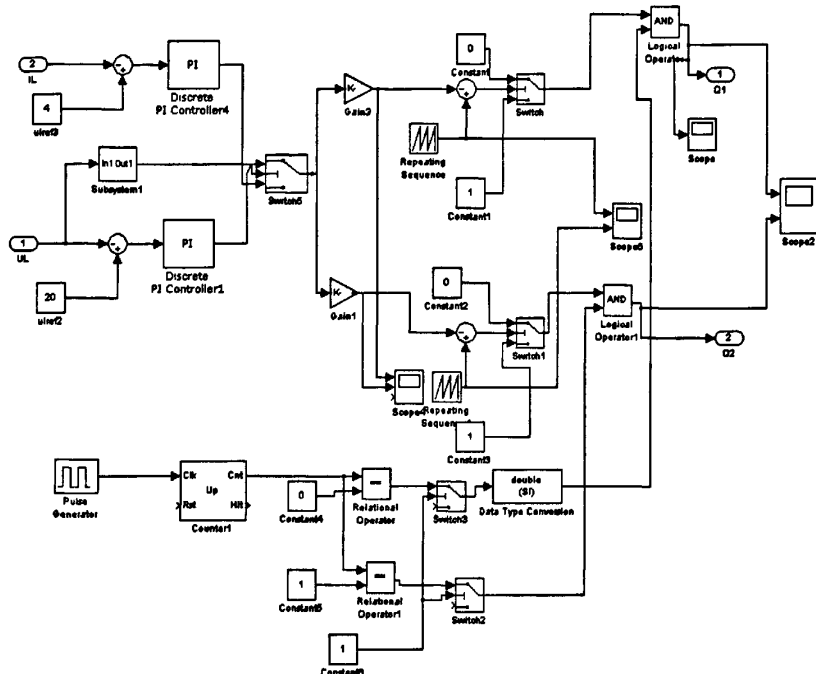 2
IL
4
uiref3
PI
Discrete
PI Controller4
In1 Out1
Subsystem1
Switch5
1
UL
20
uiref2
PI
Discrete
PI Controller1
K-
Gain3
K-
Gain1
0
Constant
Switch
Repeating
Sequence
1
Constant1
AND
Logical
Operator
1
Q1
Scope
Scope2
Scope5
0
Constant2
Switch1
AND
Logical
Operator1
2
Q2
Scope4
Repeating
1
Constant3
Pulse
Generator
Clk
Cnt
Up
Rst
Hit
Counter1
0
Constant4
Relational
Operator
Switch3
double
(SI)
Data Type Conversion
1
Constant5
Relational
Operator1
Switch2
1